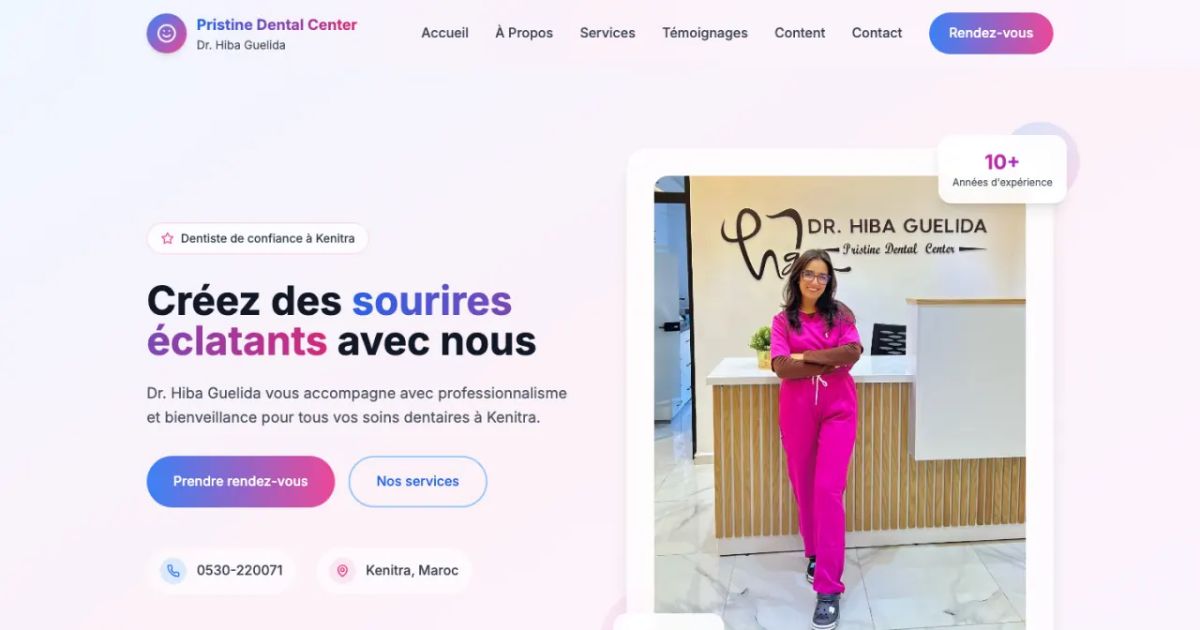 Pristine Dental Center
Dr. Hiba Guelida
Accueil
À Propos
Services
Témoignages
Content
Contact
Rendez-vous
10+
Années d'expérience
DR. HIBA GUELIDA
Pristine Dental Center
Dentiste de confiance à Kenitra
Créez des sourires
éclatants avec nous
Dr. Hiba Guelida vous accompagne avec professionnalisme
et bienveillance pour tous vos soins dentaires à Kenitra.
Prendre rendez-vous
Nos services
0530-220071
Kenitra, Maroc